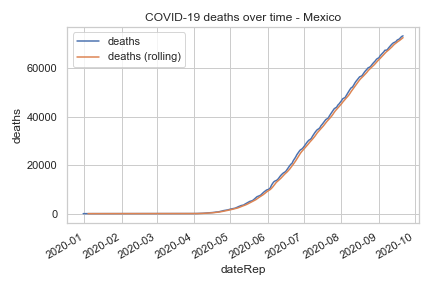 COVID-19 deaths over time - Mexico
deaths
deaths (rolling)
60000
40000
20000
0
deaths
2020-01
2020-02
2020-03
2020-04
2020-05
2020-06
2020-07
2020-08
2020-09
2020-10
dateRep